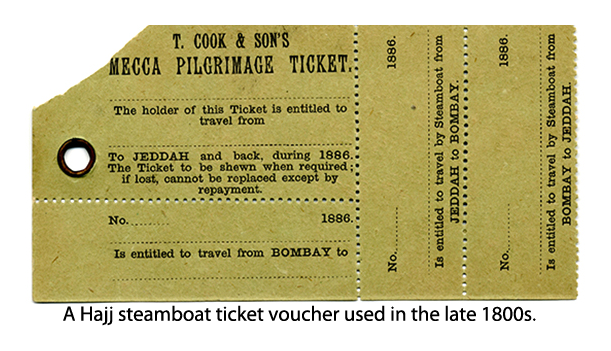 T. COOK & SON'S
MECCA PILGRIMAGE TICKET.
The holder of this Ticket is entitled to
travel from
To JEDDAH and back, during 1886.
The Ticket to be shewn when required;
if lost, cannot be replaced except by
repayment.
No. 1886.
Is entitled to travel from BOMBAY to
No. 1886.
Is entitled to travel by Steamboat from
JEDDAH to BOMBAY.
No. 1886.
Is entitled to travel by Steamboat from
BOMBAY to JEDDAH.
A Hajj steamboat ticket voucher used in the late 1800s.